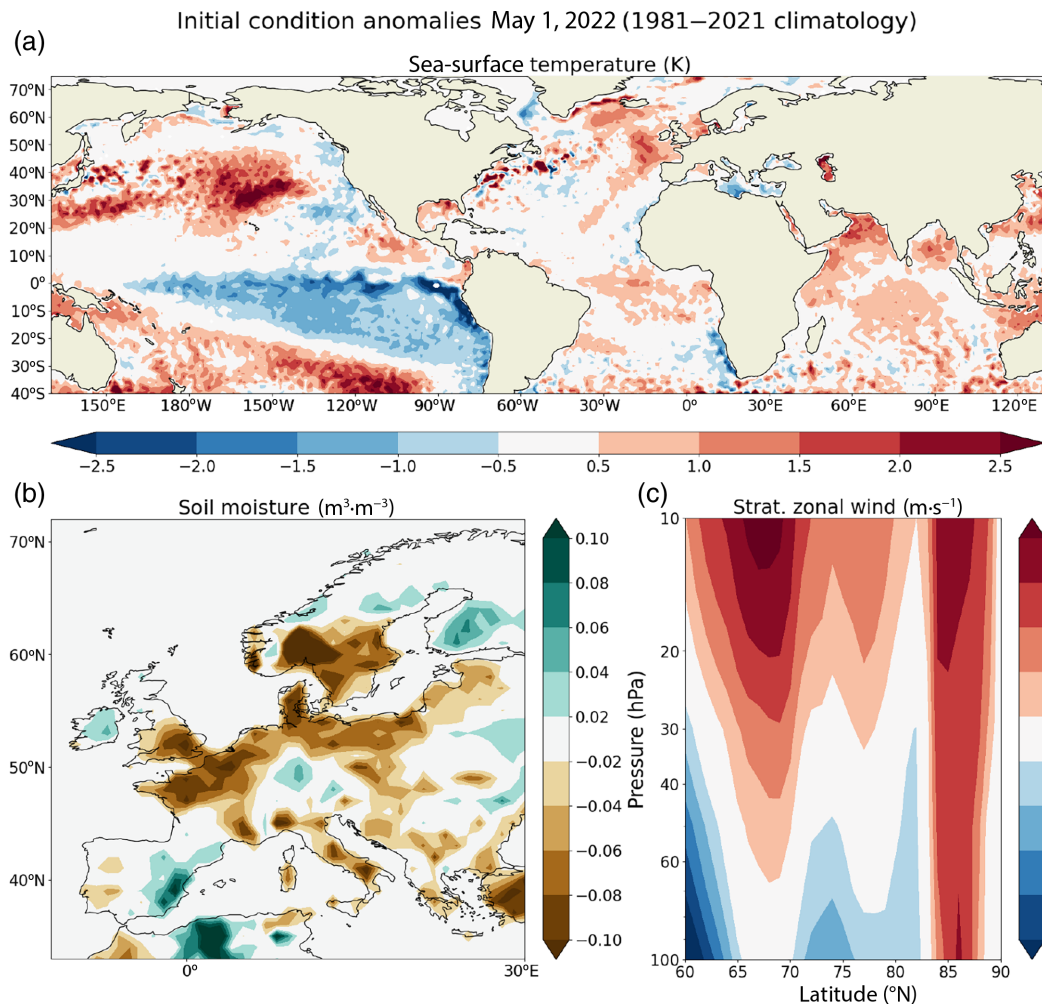 Initial condition anomalies May 1, 2022 (1981−2021 climatology)
(a)
Sea-surface temperature (K)
70°N
60°N
50°N
40°N
30°N
20°N
10°N
0°
10°S
20°S
30°S
40°S
150°E 180°W 150°W 120°W 90°W 60°W 30°W 0° 30°E 60°E 90°E 120°E
−2.5 −2.0 −1.5 −1.0 −0.5 0.5 1.0 1.5 2.0 2.5
(b)
Soil moisture (m³·m⁻³)
70°N
60°N
50°N
40°N
0° 30°E
0.10
0.08
0.06
0.04
0.02
−0.02
−0.04
−0.06
−0.08
−0.10
(c)
Strat. zonal wind (m·s⁻¹)
Pressure (hPa)
10
20
30
40
60
100
60 65 70 75 80 85 90
Latitude (°N)